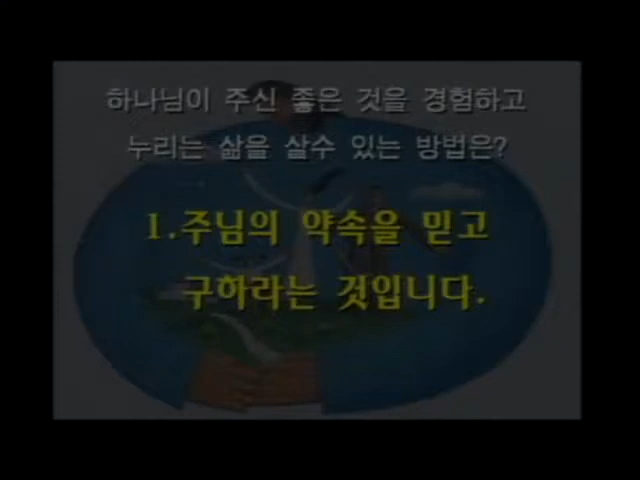 하나님이 주신 좋은 것을 경험하고
누리는 삶을 살수 있는 방법은?
1.주님의 약속을 믿고
구하라는 것입니다.